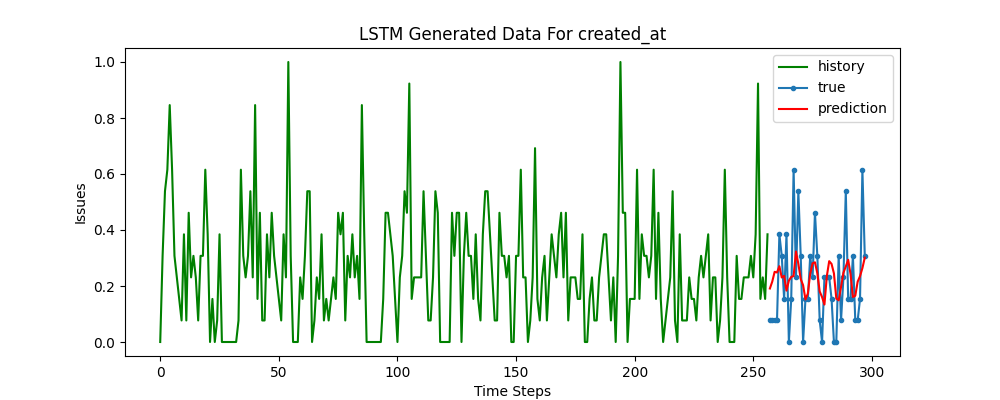 LSTM Generated Data For created_at
history
true
prediction
Issues
1.0
0.8
0.6
0.4
0.2
0.0
0
50
100
150
200
250
300
Time Steps